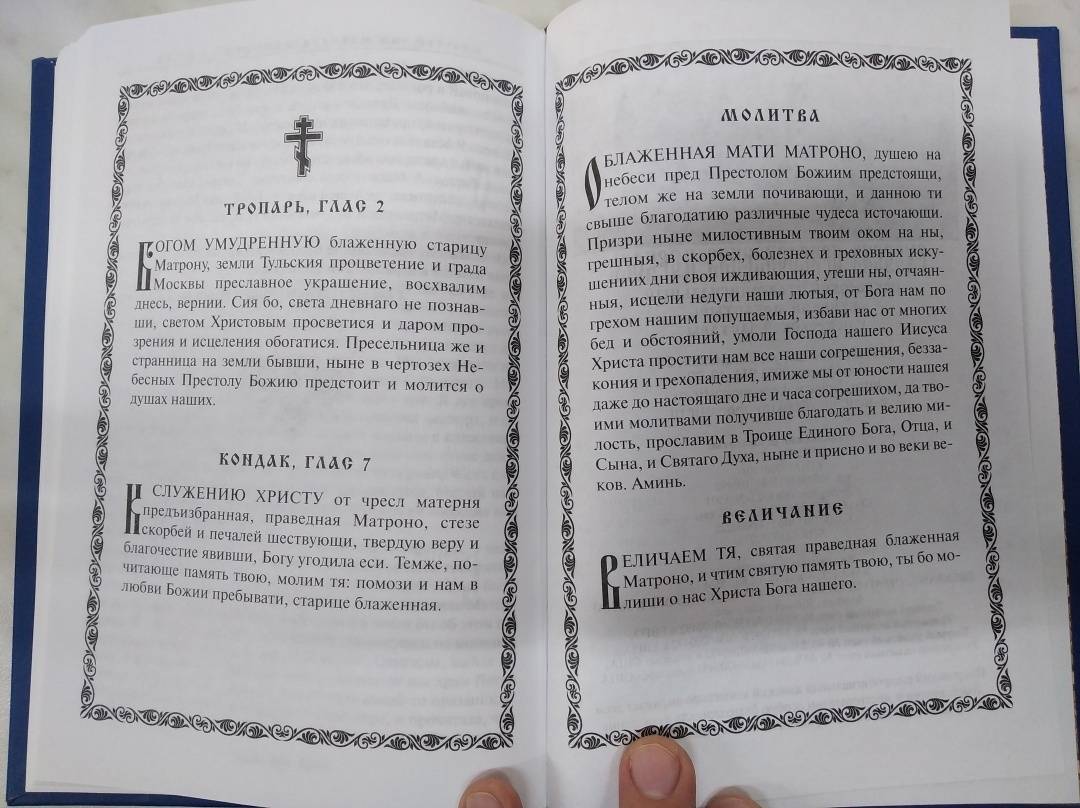 ТРОПАРЬ, ГЛАС 2
БОГОМ УМУДРЕННУЮ блаженную старицу
Матрону, земли Тульския процветение и града
Москвы преславное украшение, восхвалим
днесь, вернии. Сия бо, света дневнаго не познав-
ши, светом Христовым просветися и даром про-
зрения и исцеления обогатися. Пресельница же и
странница на земли бывши, ныне в чертозех Не-
бесных Престолу Божию предстоит и молится о
душах наших.
КОНДАК, ГЛАС 7
К СЛУЖЕНИЮ ХРИСТУ от чресл матерня
предъизбранная, праведная Матроно, стезе
скорбей и печалей шествующи, твердую веру и
благочестие явивши, Богу угодила еси. Темже, по-
читающе память твою, молим тя: помози и нам в
любви Божии пребывати, старице блаженная.
МОЛИТВА
О БЛАЖЕННАЯ МАТИ МАТРОНО, душею на
небеси пред Престолом Божиим предстоящи,
телом же на земли почивающи, и данною ти
свыше благодатию различные чудеса источающи.
Призри ныне милостивным твоим оком на ны,
грешныя, в скорбех, болезнех и греховных иску-
шениих дни своя иждивающия, утеши ны, отчаян-
ныя, исцели недуги наши лютыя, от Бога нам по
грехом нашим попущаемыя, избави нас от многих
бед и обстояний, умоли Господа нашего Иисуса
Христа простити нам все наши согрешения, безза-
кония и грехопадения, имиже мы от юности нашея
даже до настоящаго дне и часа согрешихом, да тво-
ими молитвами получивше благодать и велию ми-
лость, прославим в Троице Единого Бога, Отца, и
Сына, и Святаго Духа, ныне и присно и во веки ве-
ков. Аминь.
ВЕЛИЧАНИЕ
ВЕЛИЧАЕМ ТЯ, святая праведная блаженная
Матроно, и чтим святую память твою, ты бо мо-
лиши о нас Христа Бога нашего.